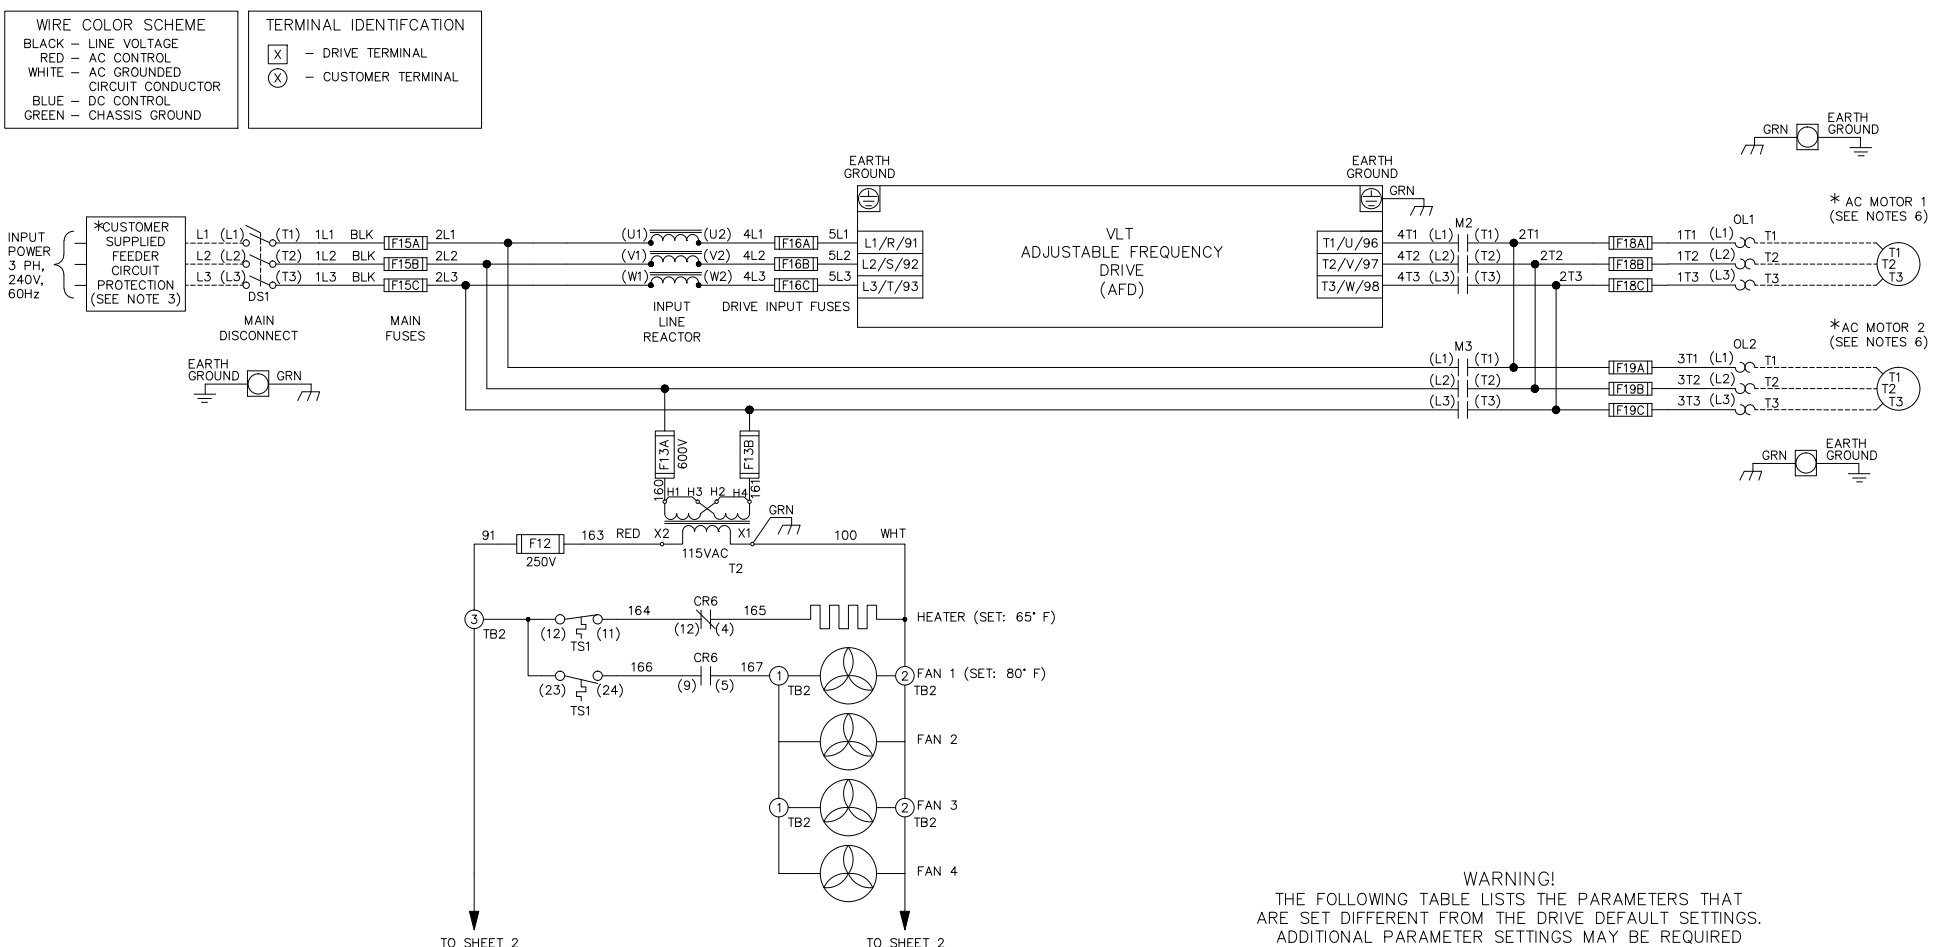 WIRE COLOR SCHEME
BLACK – LINE VOLTAGE
RED – AC CONTROL
WHITE – AC GROUNDED
CIRCUIT CONDUCTOR
BLUE – DC CONTROL
GREEN – CHASSIS GROUND
TERMINAL IDENTIFCATION
X – DRIVE TERMINAL
X – CUSTOMER TERMINAL
GRN
EARTH
GROUND
INPUT
POWER
3 PH,
240V,
60Hz
*CUSTOMER
SUPPLIED
FEEDER
CIRCUIT
PROTECTION
(SEE NOTE 3)
L1 (L1) (T1) 1L1 BLK F15A 2L1
L2 (L2) (T2) 1L2 BLK F15B 2L2
L3 (L3) (T3) 1L3 BLK F15C 2L3
DS1
MAIN
DISCONNECT
MAIN
FUSES
EARTH
GROUND GRN
(U1) (U2) 4L1 F16A 5L1
(V1) (V2) 4L2 F16B 5L2
(W1) (W2) 4L3 F16C 5L3
INPUT
LINE
REACTOR
DRIVE INPUT FUSES
EARTH
GROUND
L1/R/91
L2/S/92
L3/T/93
VLT
ADJUSTABLE FREQUENCY
DRIVE
(AFD)
EARTH
GROUND
GRN
T1/U/96 4T1 (L1) M2 (T1) 2T1 F18A 1T1 (L1) OL1 T1
T2/V/97 4T2 (L2) (T2) 2T2 F18B 1T2 (L2) T2
T3/W/98 4T3 (L3) (T3) 2T3 F18C 1T3 (L3) T3
* AC MOTOR 1
(SEE NOTES 6)
T1
T2
T3
M3
(L1) (T1) F19A 3T1 (L1) OL2 T1
(L2) (T2) F19B 3T2 (L2) T2
(L3) (T3) F19C 3T3 (L3) T3
* AC MOTOR 2
(SEE NOTES 6)
T1
T2
T3
GRN
EARTH
GROUND
F13A
600V
F13B
160 H1 H3 H2 H4 161
GRN
91 F12 163 RED X2 X1 100 WHT
250V
115VAC
T2
3 TB2
(12) (11) 164 CR6 165
TS1 (12) (4)
HEATER (SET: 65° F)
(23) (24) 166 CR6 167 1 2 FAN 1 (SET: 80° F)
TS1 (9) (5) TB2 TB2
FAN 2
1 2 FAN 3
TB2 TB2
FAN 4
TO SHEET 2
TO SHEET 2
WARNING!
THE FOLLOWING TABLE LISTS THE PARAMETERS THAT
ARE SET DIFFERENT FROM THE DRIVE DEFAULT SETTINGS.
ADDITIONAL PARAMETER SETTINGS MAY BE REQUIRED